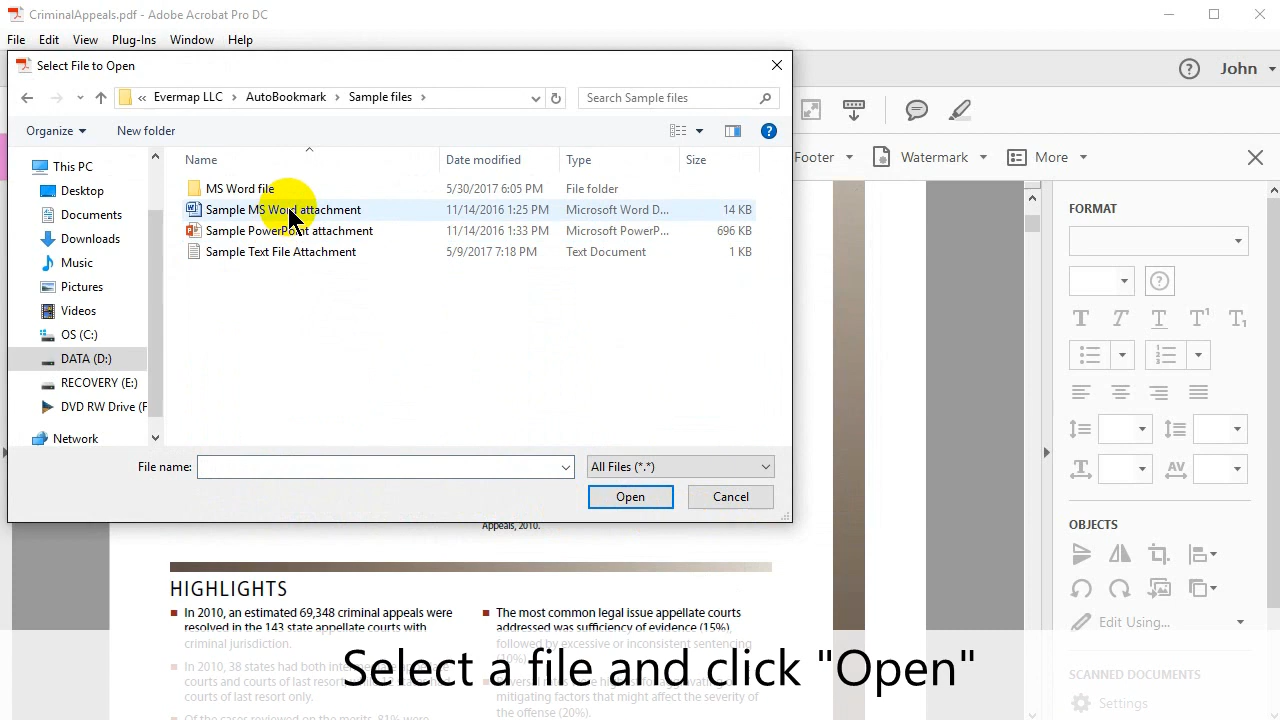 CriminalAppeals.pdf - Adobe Acrobat Pro DC
File Edit View Plug-Ins Window Help
Select File to Open
John
« Evermap LLC > AutoBookmark > Sample files >
Search Sample files
Organize
New folder
Footer
Watermark
More
This PC
Desktop
Documents
Downloads
Music
Pictures
Videos
OS (C:)
DATA (D:)
RECOVERY (E:)
DVD RW Drive (F
Network
Name Date modified Type Size
MS Word file 5/30/2017 6:05 PM File folder
Sample MS Word attachment 11/14/2016 1:25 PM Microsoft Word D... 14 KB
Sample PowerPoint attachment 11/14/2016 1:33 PM Microsoft PowerP... 696 KB
Sample Text File Attachment 5/9/2017 7:18 PM Text Document 1 KB
File name:
All Files (*.*)
Open Cancel
FORMAT
OBJECTS
Edit Using...
SCANNED DOCUMENTS
Settings
Appeals, 2010.
HIGHLIGHTS
In 2010, an estimated 69,348 criminal appeals were
resolved in the 143 state appellate courts with
criminal jurisdiction.
In 2010, 38 states had both
courts and courts of last resort
courts of last resort only.
Of the cases reviewed on the merits, 81% were
The most common legal issue appellate courts
addressed was sufficiency of evidence (15%),
followed by excessive or inconsistent sentencing
(10%)
mitigating factors that might affect the severity of
the offense (20%).
Select a file and click "Open"